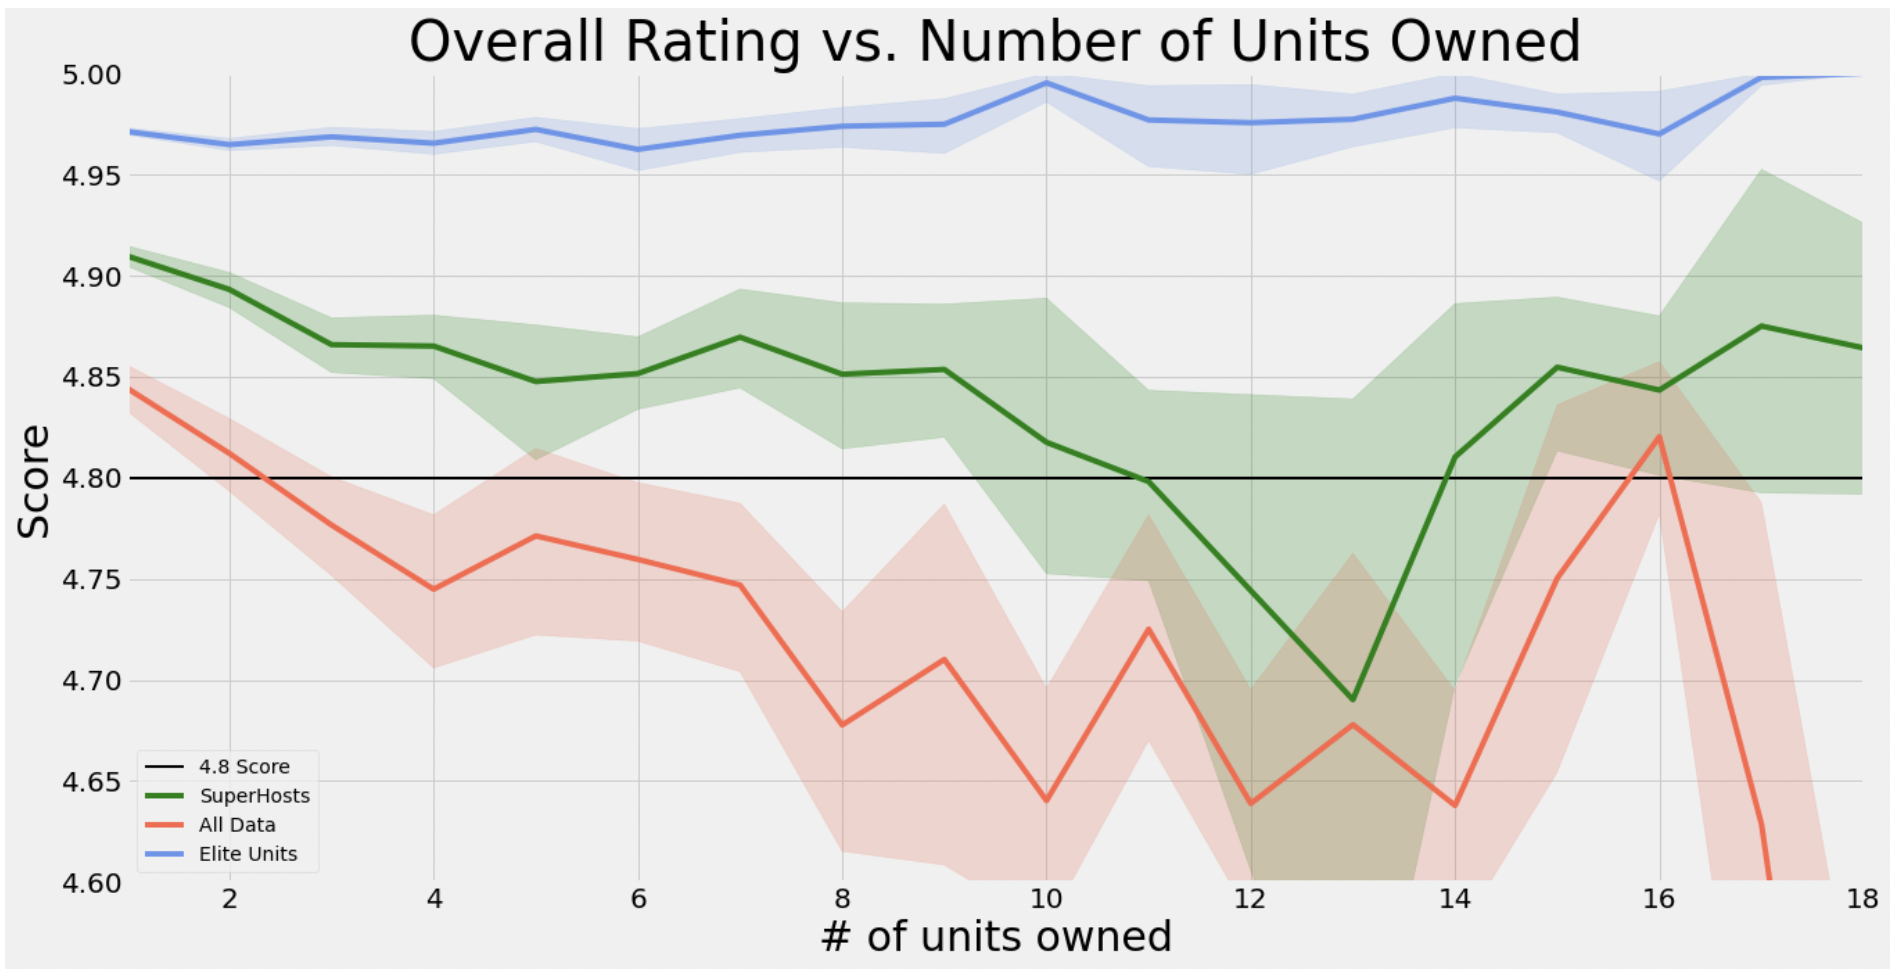 Overall Rating vs. Number of Units Owned
5.00
4.95
4.90
4.85
4.80
4.75
4.70
4.65
4.60
Score
4.8 Score
SuperHosts
All Data
Elite Units
2 4 6 8 10 12 14 16 18
# of units owned